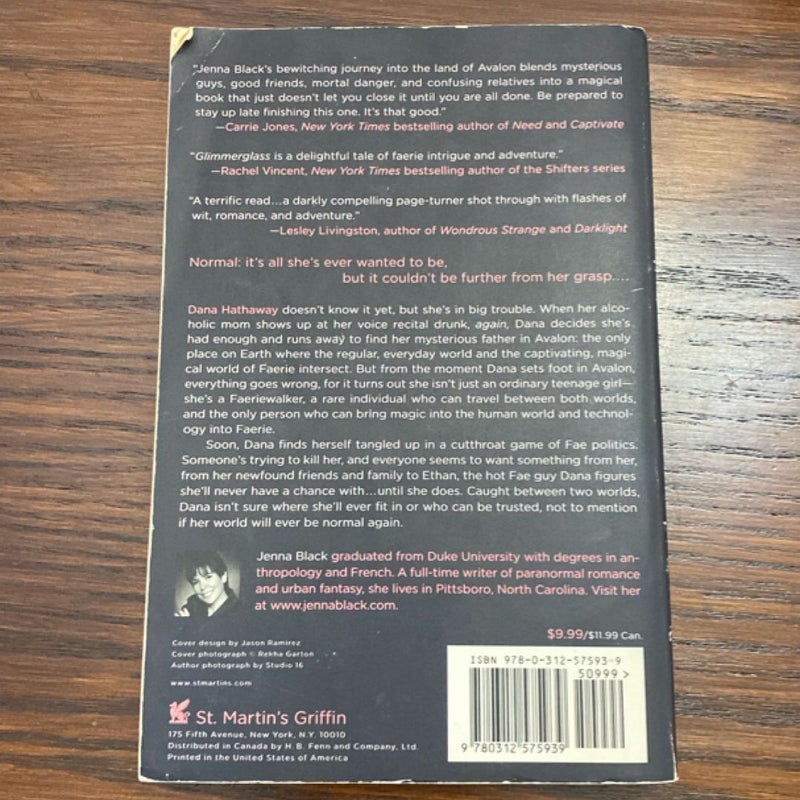 "Jenna Black's bewitching journey into the land of Avalon blends mysterious
guys, good friends, mortal danger, and confusing relatives into a magical
book that just doesn't let you close it until you are all done. Be prepared to
stay up late finishing this one. It's that good."
—Carrie Jones, New York Times bestselling author of Need and Captivate
"Glimmerglass is a delightful tale of faerie intrigue and adventure."
—Rachel Vincent, New York Times bestselling author of the Shifters series
"A terrific read...a darkly compelling page-turner shot through with flashes of
wit, romance, and adventure."
—Lesley Livingston, author of Wondrous Strange and Darklight
Normal: it's all she's ever wanted to be,
but it couldn't be further from her grasp....
Dana Hathaway doesn't know it yet, but she's in big trouble. When her alco-
holic mom shows up at her voice recital drunk, again, Dana decides she's
had enough and runs away to find her mysterious father in Avalon: the only
place on Earth where the regular, everyday world and the captivating, magi-
cal world of Faerie intersect. But from the moment Dana sets foot in Avalon,
everything goes wrong, for it turns out she isn't just an ordinary teenage girl—
she's a Faeriewalker, a rare individual who can travel between both worlds,
and the only person who can bring magic into the human world and technol-
ogy into Faerie.
Soon, Dana finds herself tangled up in a cutthroat game of Fae politics.
Someone's trying to kill her, and everyone seems to want something from her,
from her newfound friends and family to Ethan, the hot Fae guy Dana figures
she'll never have a chance with...until she does. Caught between two worlds,
Dana isn't sure where she'll ever fit in or who can be trusted, not to mention
if her world will ever be normal again.
Jenna Black graduated from Duke University with degrees in an-
thropology and French. A full-time writer of paranormal romance
and urban fantasy, she lives in Pittsboro, North Carolina. Visit her
at www.jennablack.com.
$9.99/$11.99 Can.
Cover design by Jason Ramirez
Cover photograph © Rekha Garton
Author photograph by Studio 16
www.stmartins.com
St. Martin's Griffin
175 Fifth Avenue, New York, N.Y. 10010
Distributed in Canada by H. B. Fenn and Company, Ltd.
Printed in the United States of America
ISBN 978-0-312-57593-9
50999>
9 780312 575939